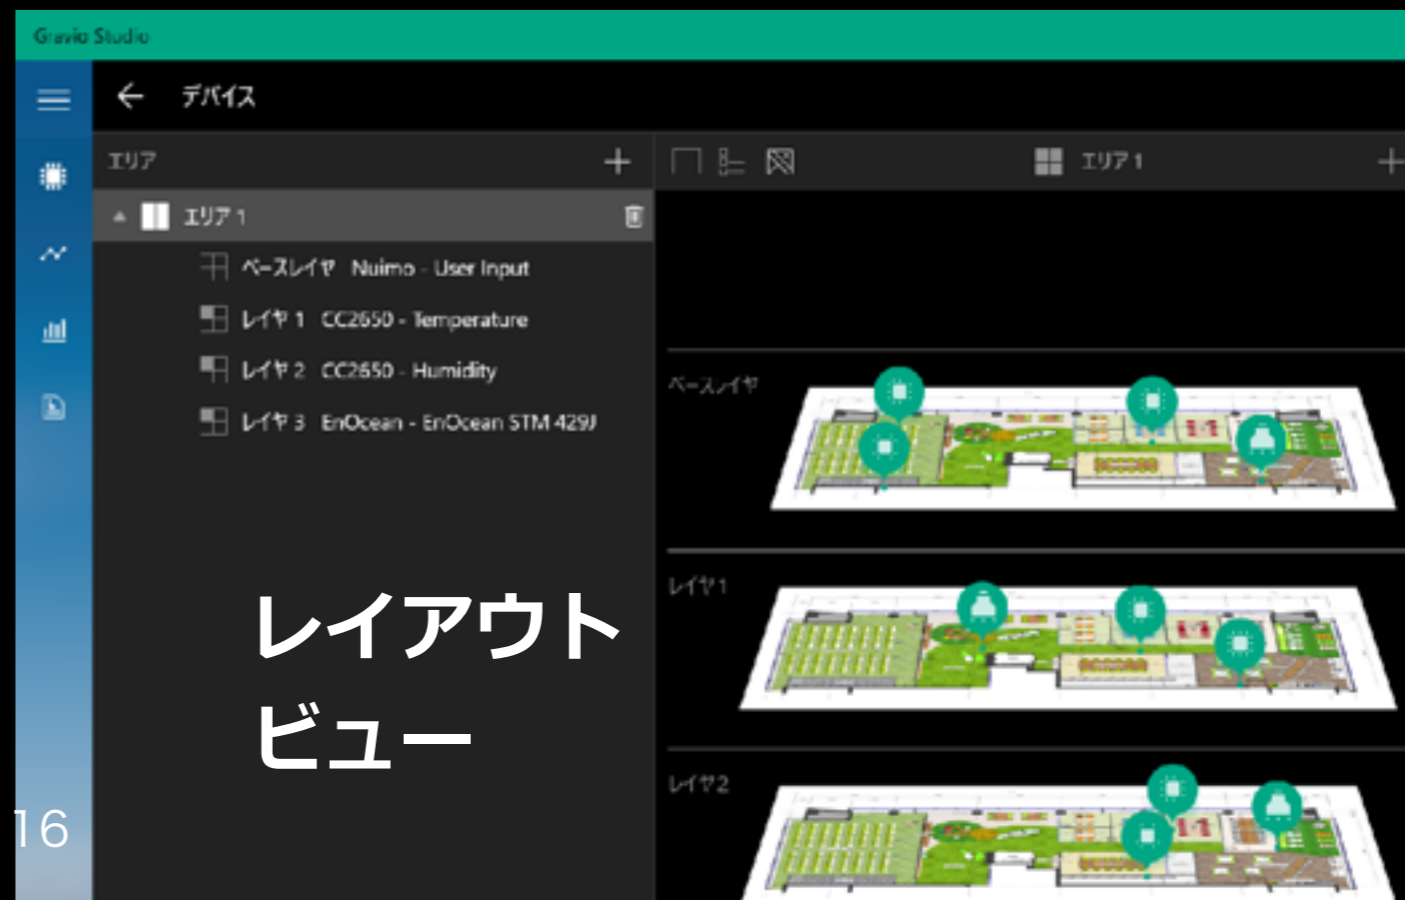 Gravio Studio
デバイス
エリア
エリア 1
エリア 1
ベースレイヤ Nuimo - User Input
レイヤ 1 CC2650 - Temperature
レイヤ 2 CC2650 - Humidity
レイヤ 3 EnOcean - EnOcean STM 429J
ベースレイヤ
レイヤ1
レイヤ2
レイアウト
ビュー
16